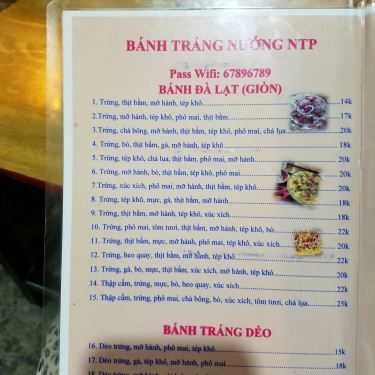 BÁNH TRÁNG NƯỚNG NTP
Pass Wifi: 67896789
BÁNH ĐÀ LẠT (GIÒN)
1. Trứng, thịt bằm, mỡ hành, tép khô 14k
2.Trứng, mỡ hành, tép khô, phô mai, thịt bằm 17k
3.Trứng, chà bông, mỡ hành, thịt bằm, tép khô, phô mai, chả lụa 20k
4. Trứng, bò, thịt bằm, gà, mỡ hành, tép khô 18k
5. Trứng, tép khô, chả lụa, thịt bằm, phô mai, mỡ hành 20k
6. Trứng, mỡ hành, bò, thịt bằm, tép khô, phô mai 20k
7.Trứng, xúc xích, phô mai, mỡ hành, thịt bằm, tép khô 20k
8. Trứng, tép khô, mực, gà, thịt bằm, mỡ hành 18k
9. Trứng, thịt bằm, mỡ hành, tép khô, xúc xích 18k
10. Trứng, phô mai, tôm tươi, thịt bằm, mỡ hành, tép khô, bò 22k
11. Trứng, thịt bằm, mực, mỡ hành, phô mai, tép khô, xúc xích 20k
12. Trứng, heo quay, thịt bằm, mỡ hành, tép khô 22k
13. Trứng, gà, bò, mực, thịt bằm, xúc xích, mỡ hành, tép khô 20k
14. Thập cẩm, trứng, mực, bò, heo quay, xúc xích 22k
15. Thập cẩm, trứng, phô mai, chà bông, bò, xúc xích, tôm tươi, chả lụa 25k
BÁNH TRÁNG DẺO
16. Dẻo trứng, mỡ hành, phô mai, tép khô 15k
17. Dẻo trứng, gà, tép khô, mỡ hành, phô mai 18k